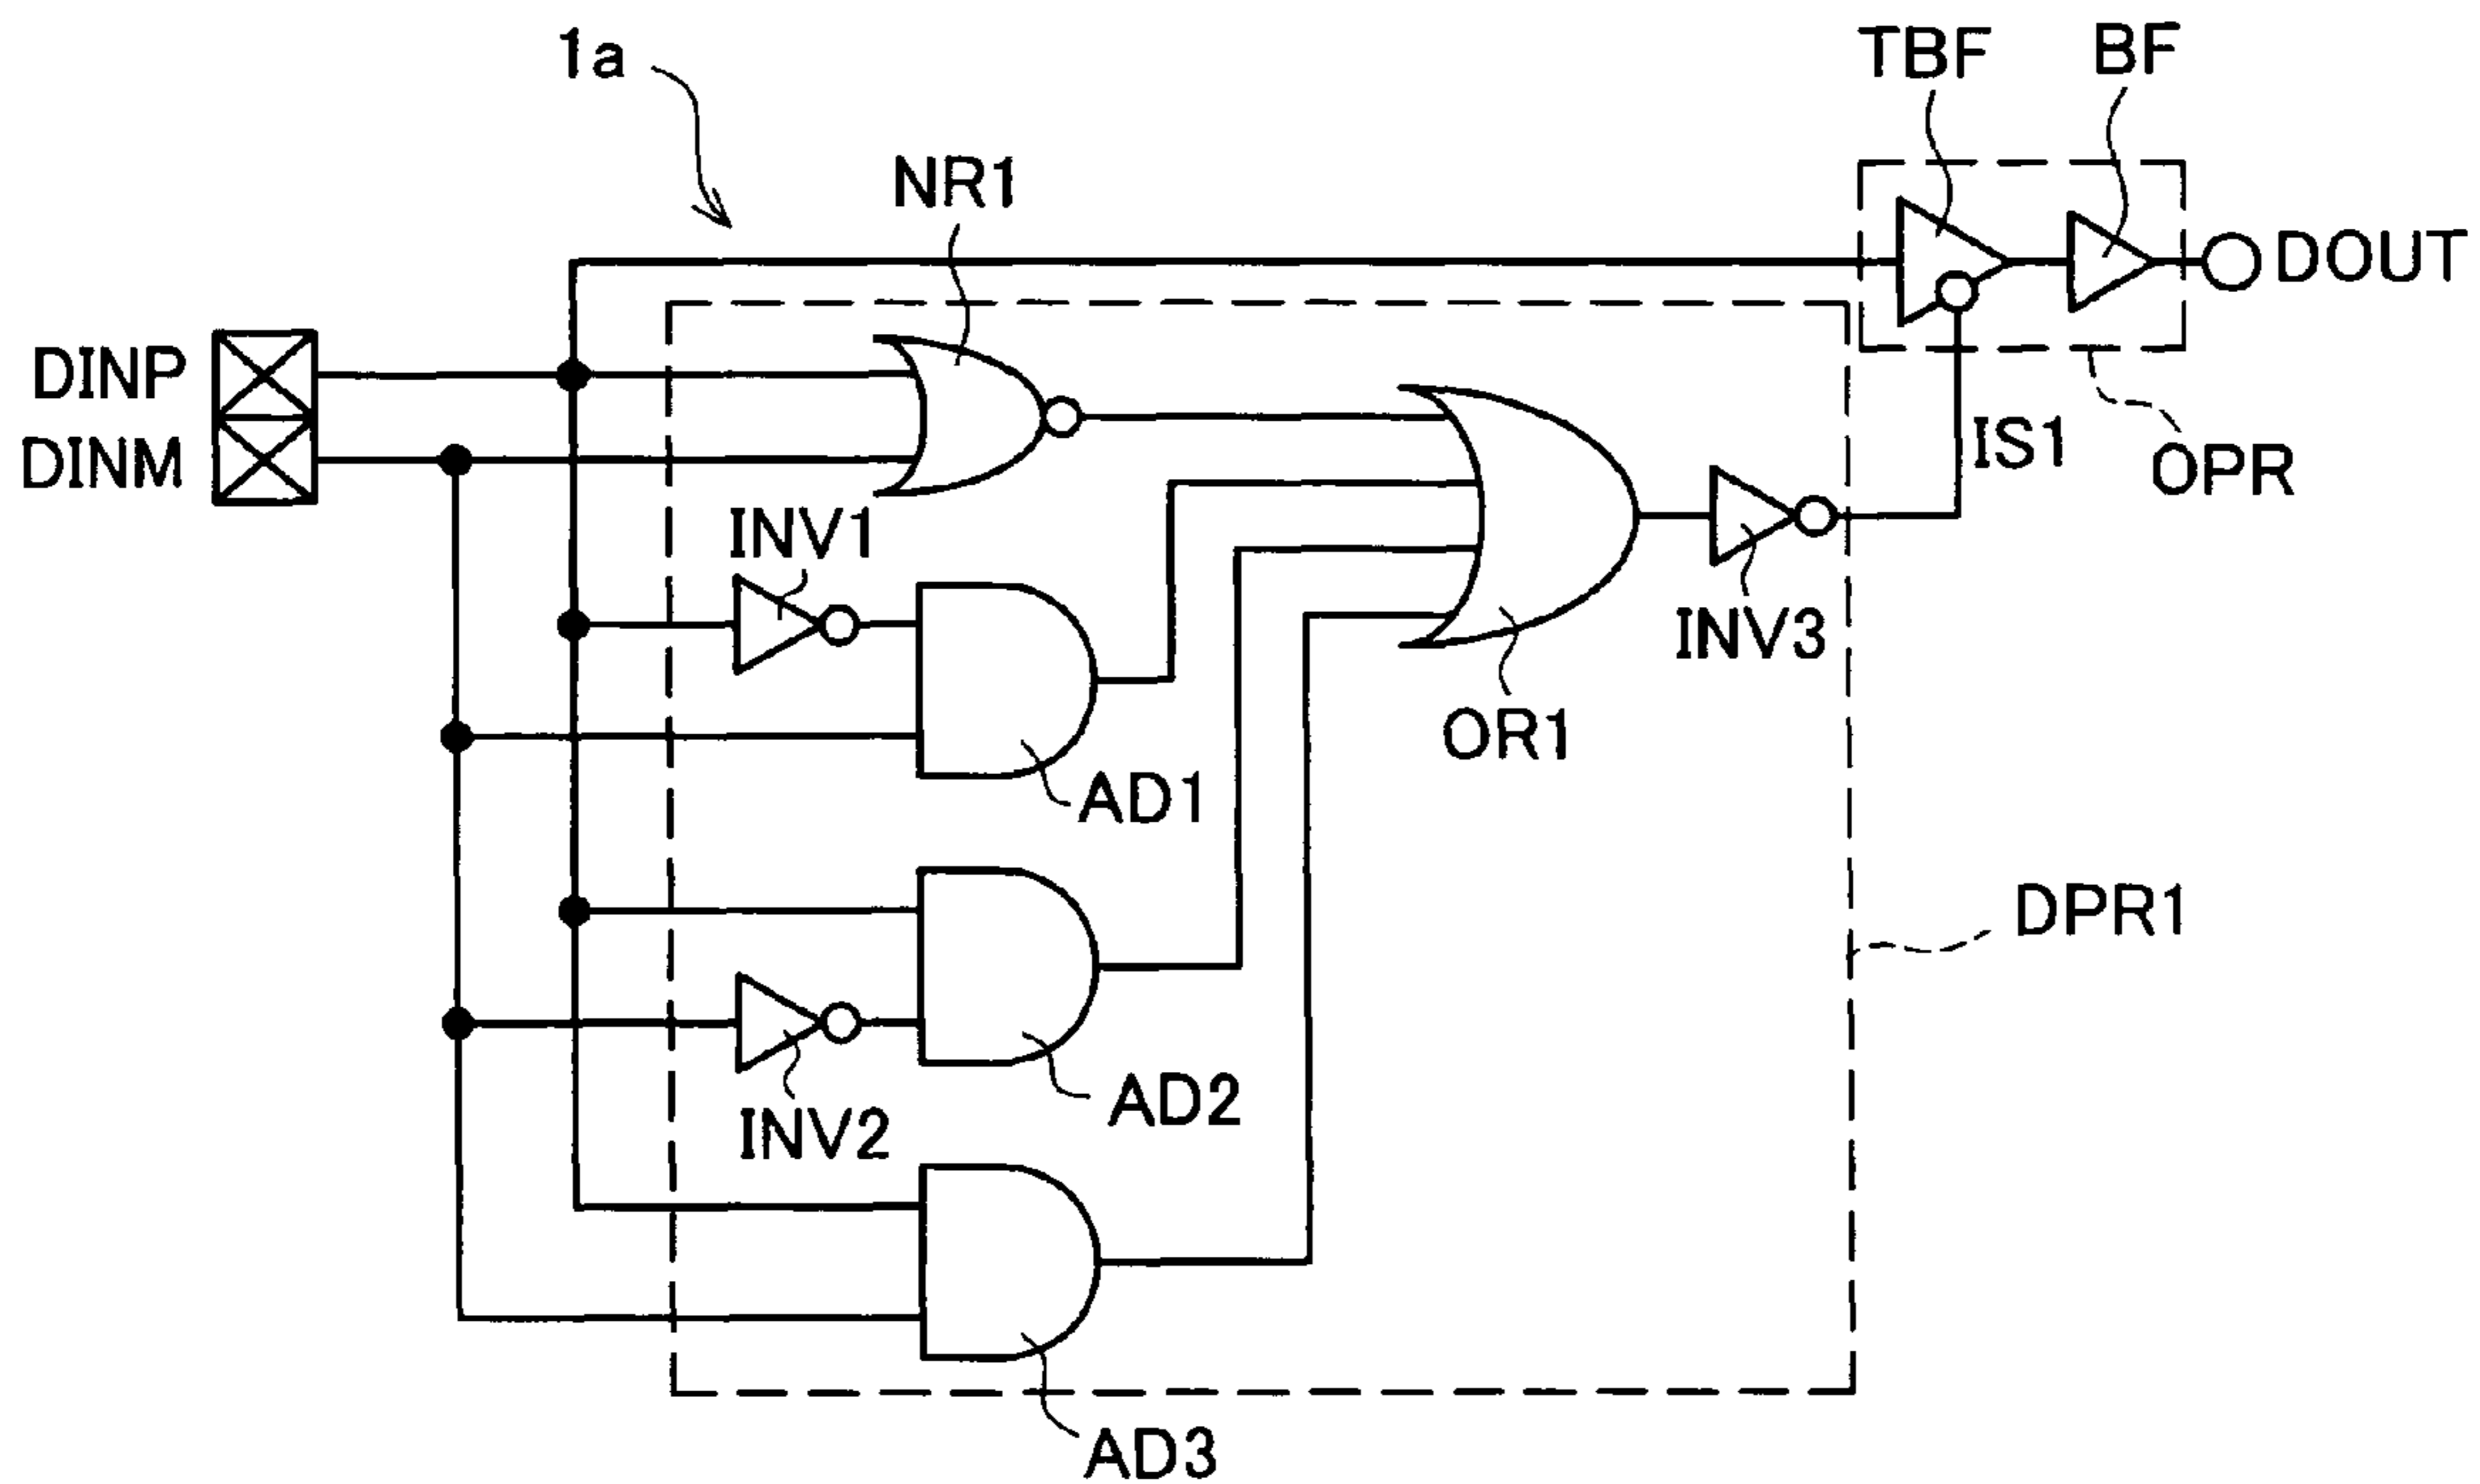 1a
TBF
BF
NR1
DOUT
DINP
DINM
IS1
OPR
INV1
INV3
OR1
AD1
DPR1
AD2
INV2
AD3